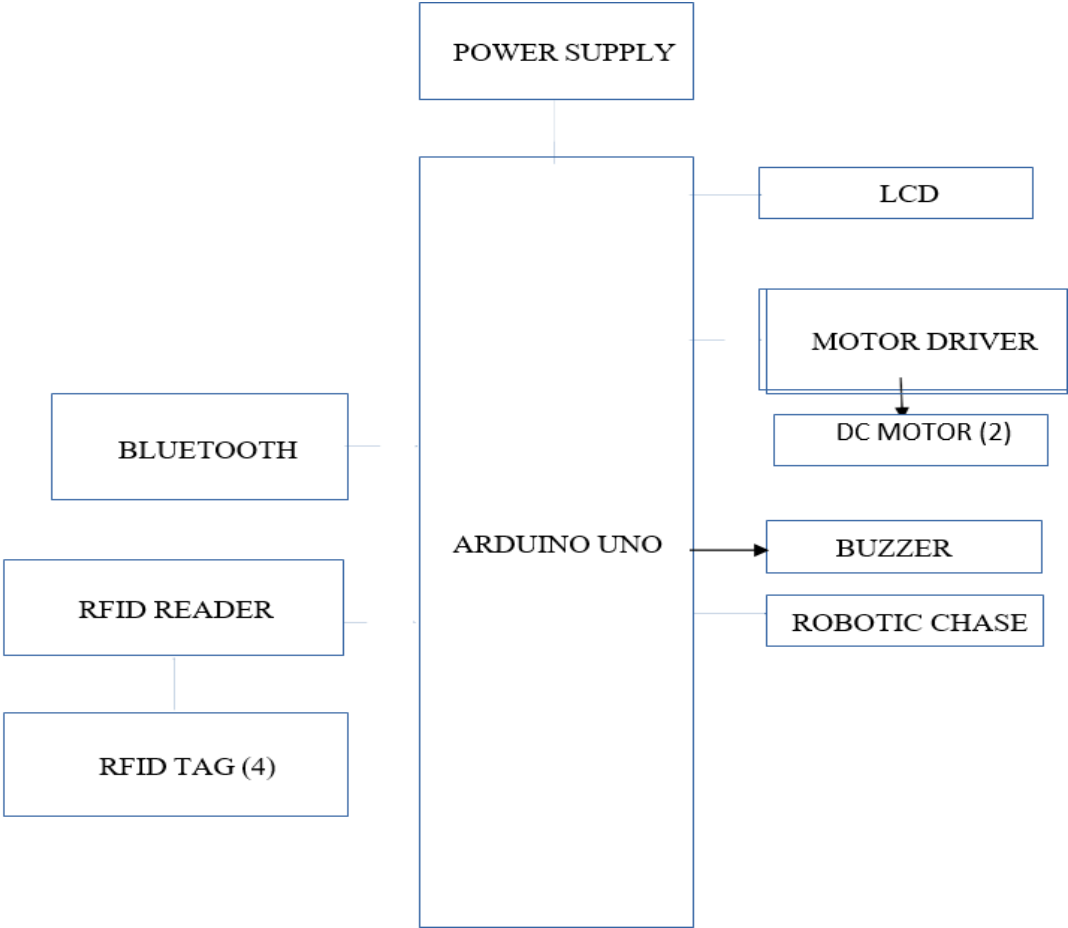 POWER SUPPLY
LCD
MOTOR DRIVER
DC MOTOR (2)
BLUETOOTH
ARDUINO UNO
BUZZER
RFID READER
ROBOTIC CHASE
RFID TAG (4)